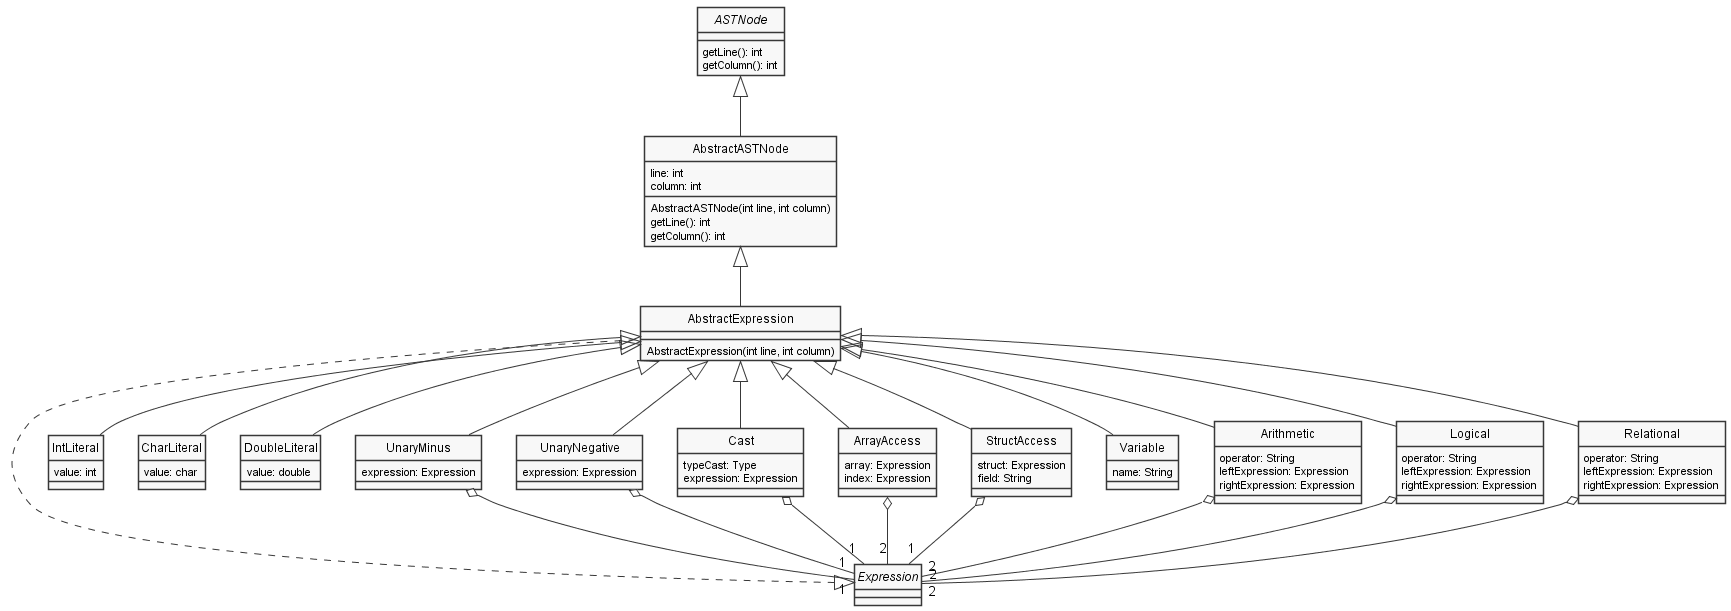 ASTNode
getLine(): int
getColumn(): int
AbstractASTNode
line: int
column: int
AbstractASTNode(int line, int column)
getLine(): int
getColumn(): int
AbstractExpression
AbstractExpression(int line, int column)
IntLiteral
value: int
CharLiteral
value: char
DoubleLiteral
value: double
UnaryMinus
expression: Expression
UnaryNegative
expression: Expression
Cast
typeCast: Type
expression: Expression
ArrayAccess
array: Expression
index: Expression
StructAccess
struct: Expression
field: String
Variable
name: String
Arithmetic
operator: String
leftExpression: Expression
rightExpression: Expression
Logical
operator: String
leftExpression: Expression
rightExpression: Expression
Relational
operator: String
leftExpression: Expression
rightExpression: Expression
1
2
1
1
2
2
1
2
Expression